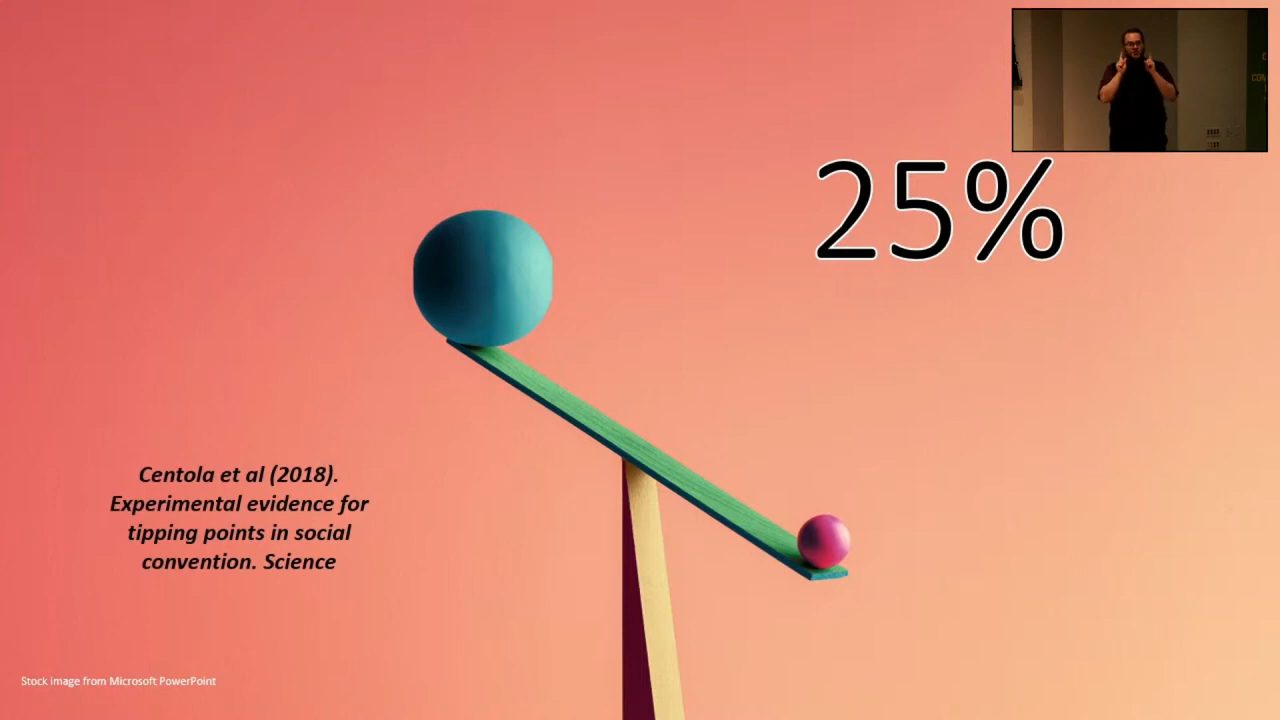 25%
Centola et al (2018).
Experimental evidence for
tipping points in social
convention. Science
Stock image from Microsoft PowerPoint